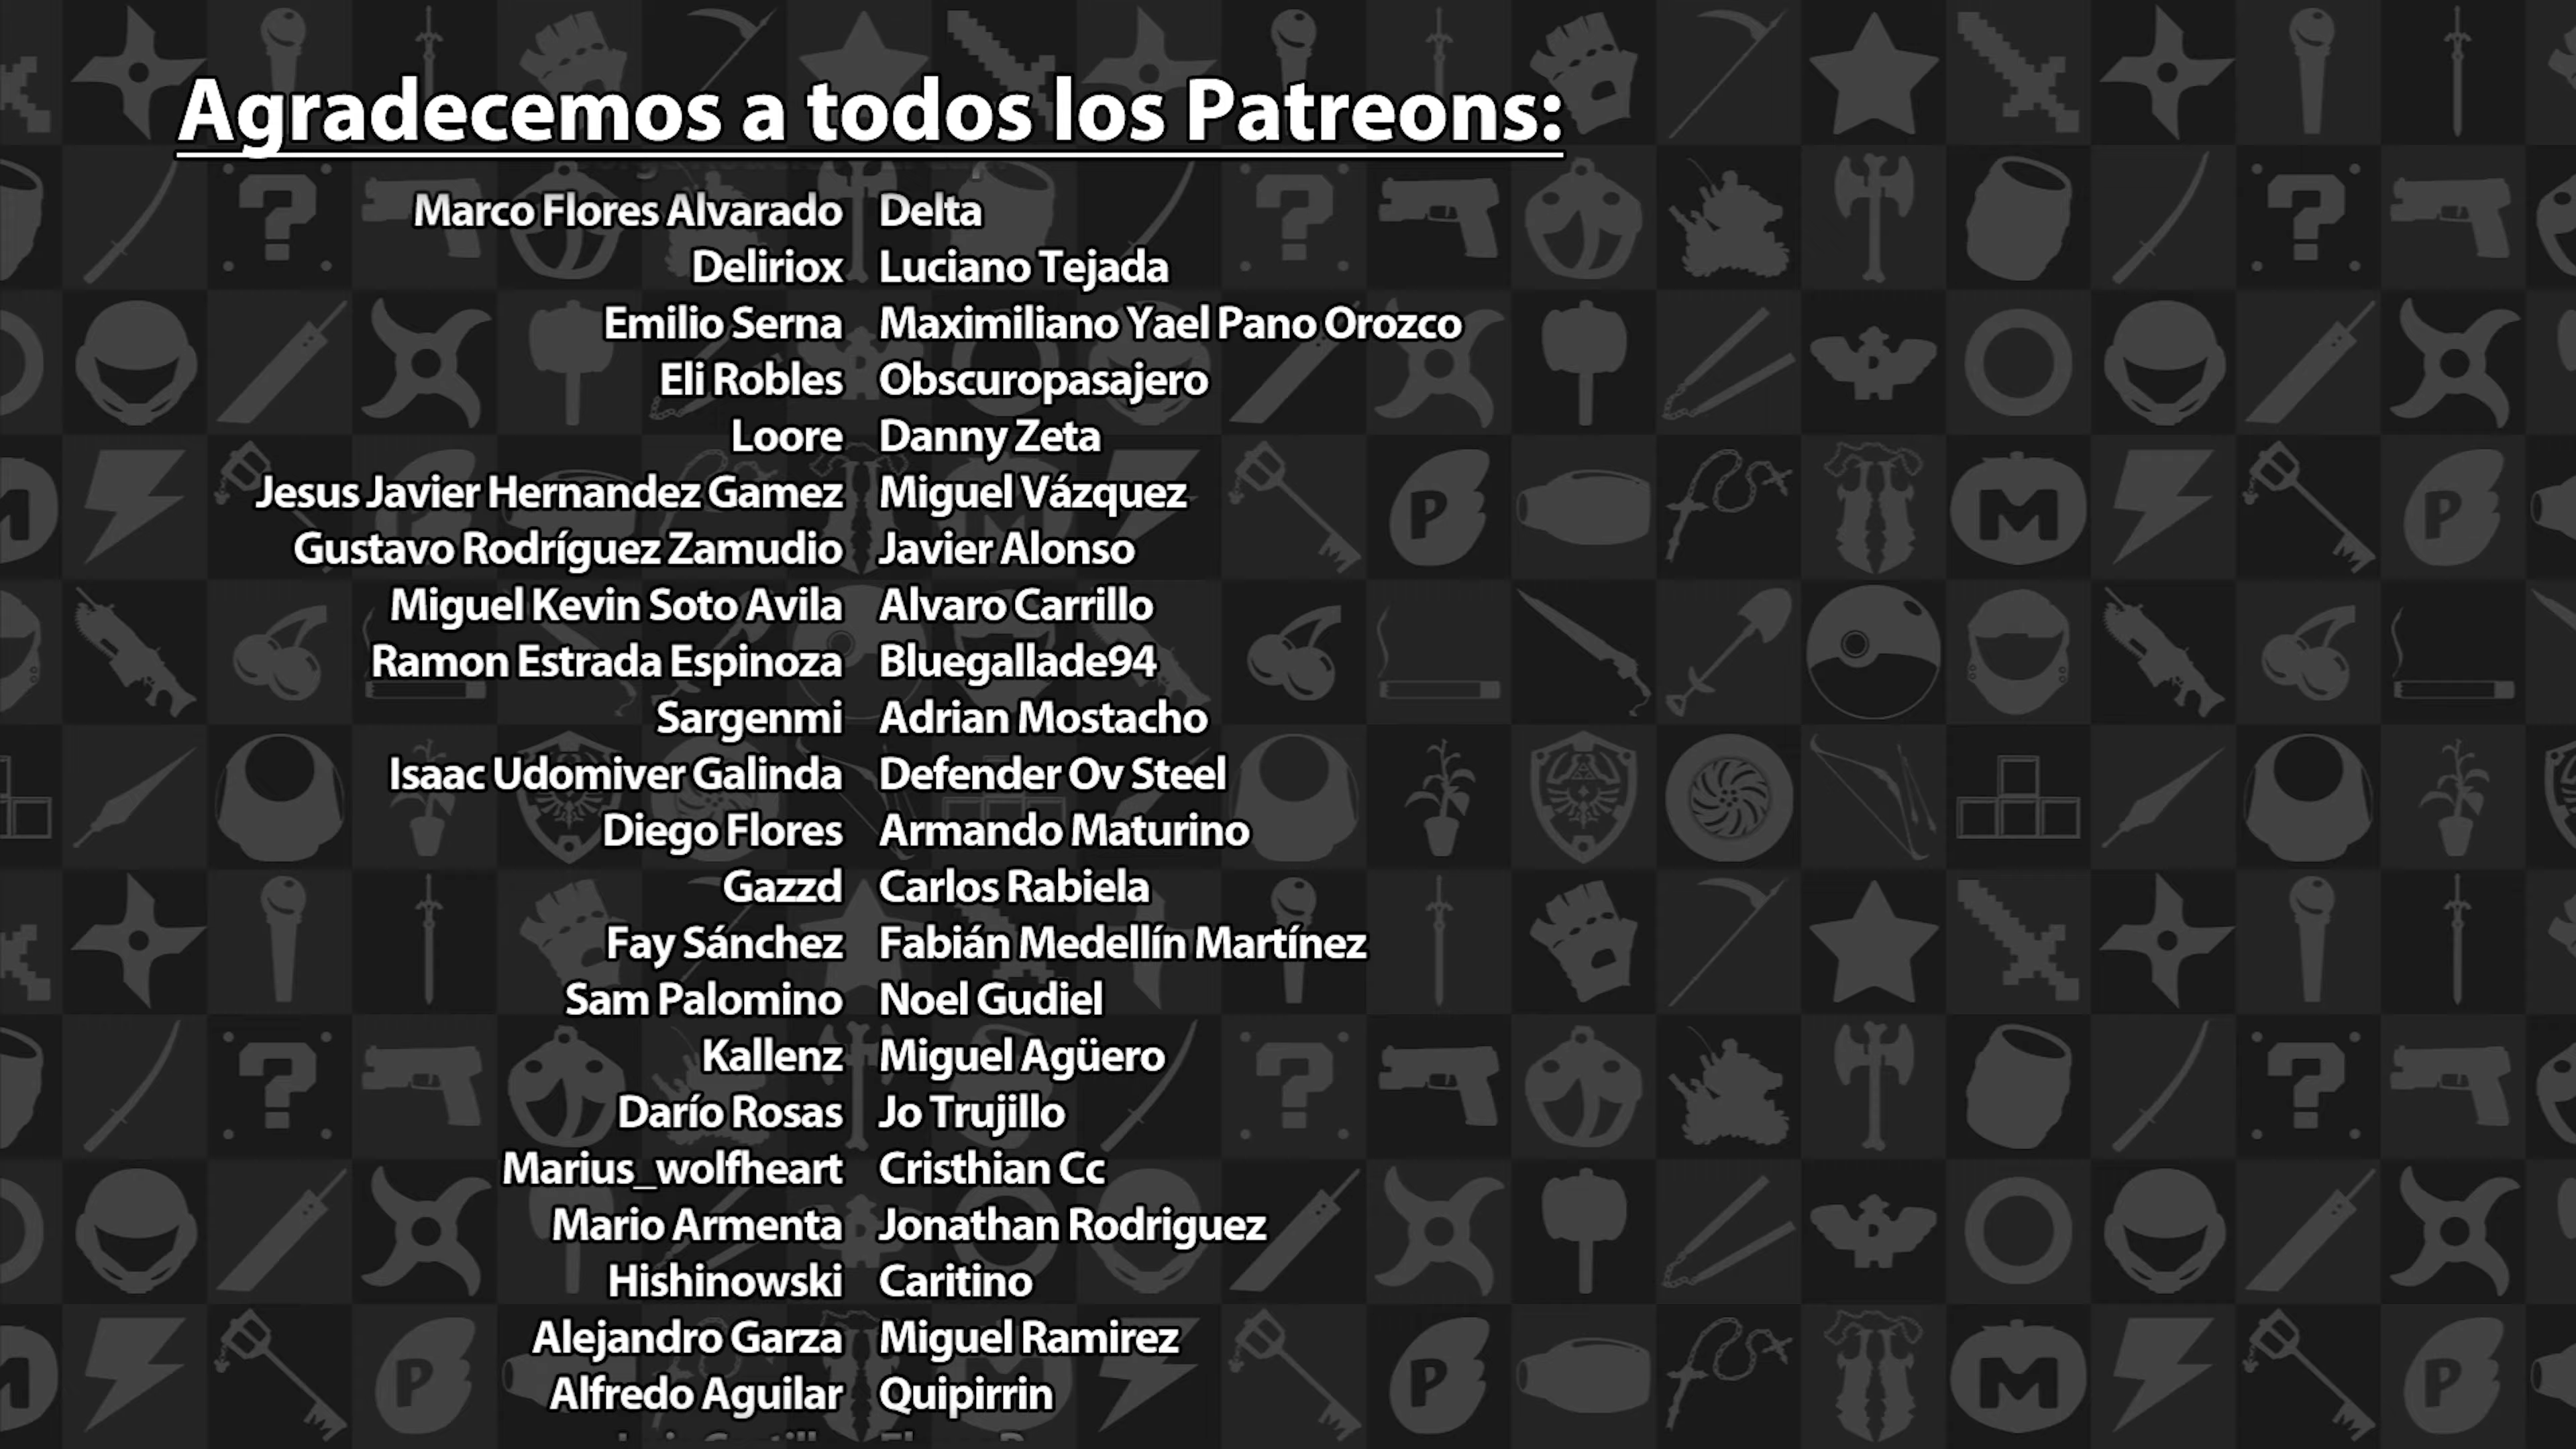 Agradecemos a todos los Patreons:
Marco Flores Alvarado Delta
Deliriox Luciano Tejada
Emilio Serna Maximiliano Yael Pano Orozco
Eli Robles Obscuropasajero
Loore Danny Zeta
Jesus Javier Hernandez Gamez Miguel Vázquez
Gustavo Rodríguez Zamudio Javier Alonso
Miguel Kevin Soto Avila Alvaro Carrillo
Ramon Estrada Espinoza Bluegallade94
Sargenmi Adrian Mostacho
Isaac Udomiver Galinda Defender Ov Steel
Diego Flores Armando Maturino
Gazzd Carlos Rabiela
Fay Sánchez Fabián Medellín Martínez
Sam Palomino Noel Gudiel
Kallenz Miguel Agüero
Darío Rosas Jo Trujillo
Marius_wolfheart Cristhian Cc
Mario Armenta Jonathan Rodriguez
Hishinowski Caritino
Alejandro Garza Miguel Ramirez
Alfredo Aguilar Quipirrin